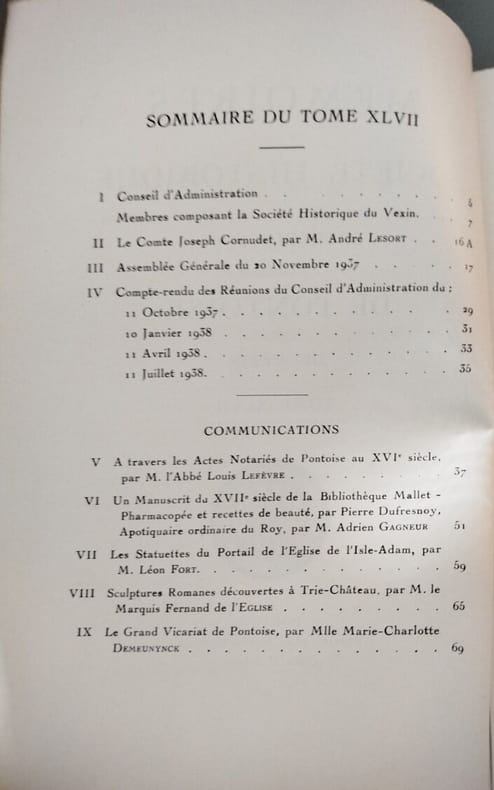 SOMMAIRE DU TOME XLVII
I Conseil d'Administration . . . . . . . .
Membres composant la Société Historique du Vexin. 7
II Le Comte Joseph Cornudet, par M. André LESORT . . 16 A
III Assemblée Générale du 20 Novembre 1937 . . . . . 17
IV Compte-rendu des Réunions du Conseil d'Administration du :
11 Octobre 1937 . . . . . . . . . . . 29
10 Janvier 1938 . . . . . . . . . . . 31
11 Avril 1938 . . . . . . . . . . . . 33
11 Juillet 1938. . . . . . . . . . . . 35
COMMUNICATIONS
V A travers les Actes Notariés de Pontoise au XVIe siècle,
par M. l'Abbé Louis LEFÈVRE . . . . . . . . 37
VI Un Manuscrit du XVIIe siècle de la Bibliothèque Mallet -
Pharmacopée et recettes de beauté, par Pierre Dufresnoy,
Apotiquaire ordinaire du Roy, par M. Adrien GAGNEUR 51
VII Les Statuettes du Portail de l'Eglise de l'Isle-Adam, par
M. Léon FORT. . . . . . . . . . . . . 59
VIII Sculptures Romanes découvertes à Trie-Château, par M. le
Marquis Fernand de l'EGLISE . . . . . . . . 65
IX Le Grand Vicariat de Pontoise, par Mlle Marie-Charlotte
DEMEUNYNCK . . . . . . . . . . . . . 69